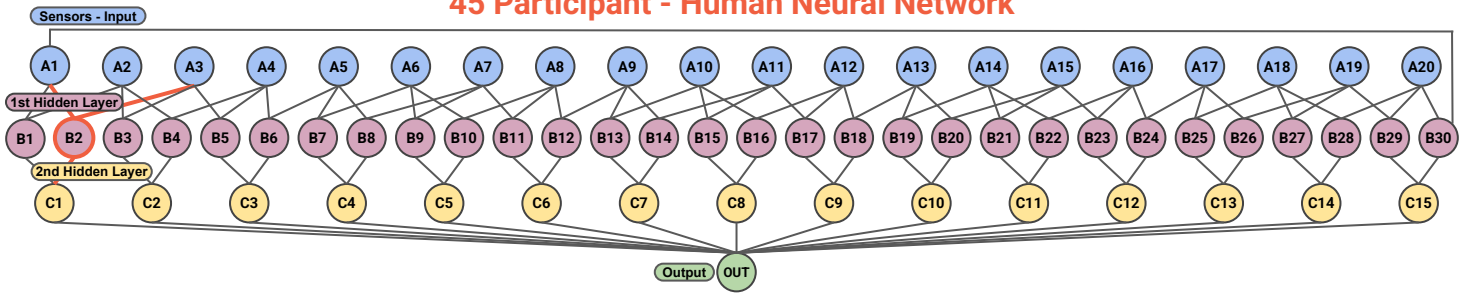 45 Participant - Human Neural Network
Sensors - Input
A1 A2 A3 A4 A5 A6 A7 A8 A9 A10 A11 A12 A13 A14 A15 A16 A17 A18 A19 A20
1st Hidden Layer
B1 B2 B3 B4 B5 B6 B7 B8 B9 B10 B11 B12 B13 B14 B15 B16 B17 B18 B19 B20 B21 B22 B23 B24 B25 B26 B27 B28 B29 B30
2nd Hidden Layer
C1 C2 C3 C4 C5 C6 C7 C8 C9 C10 C11 C12 C13 C14 C15
Output OUT